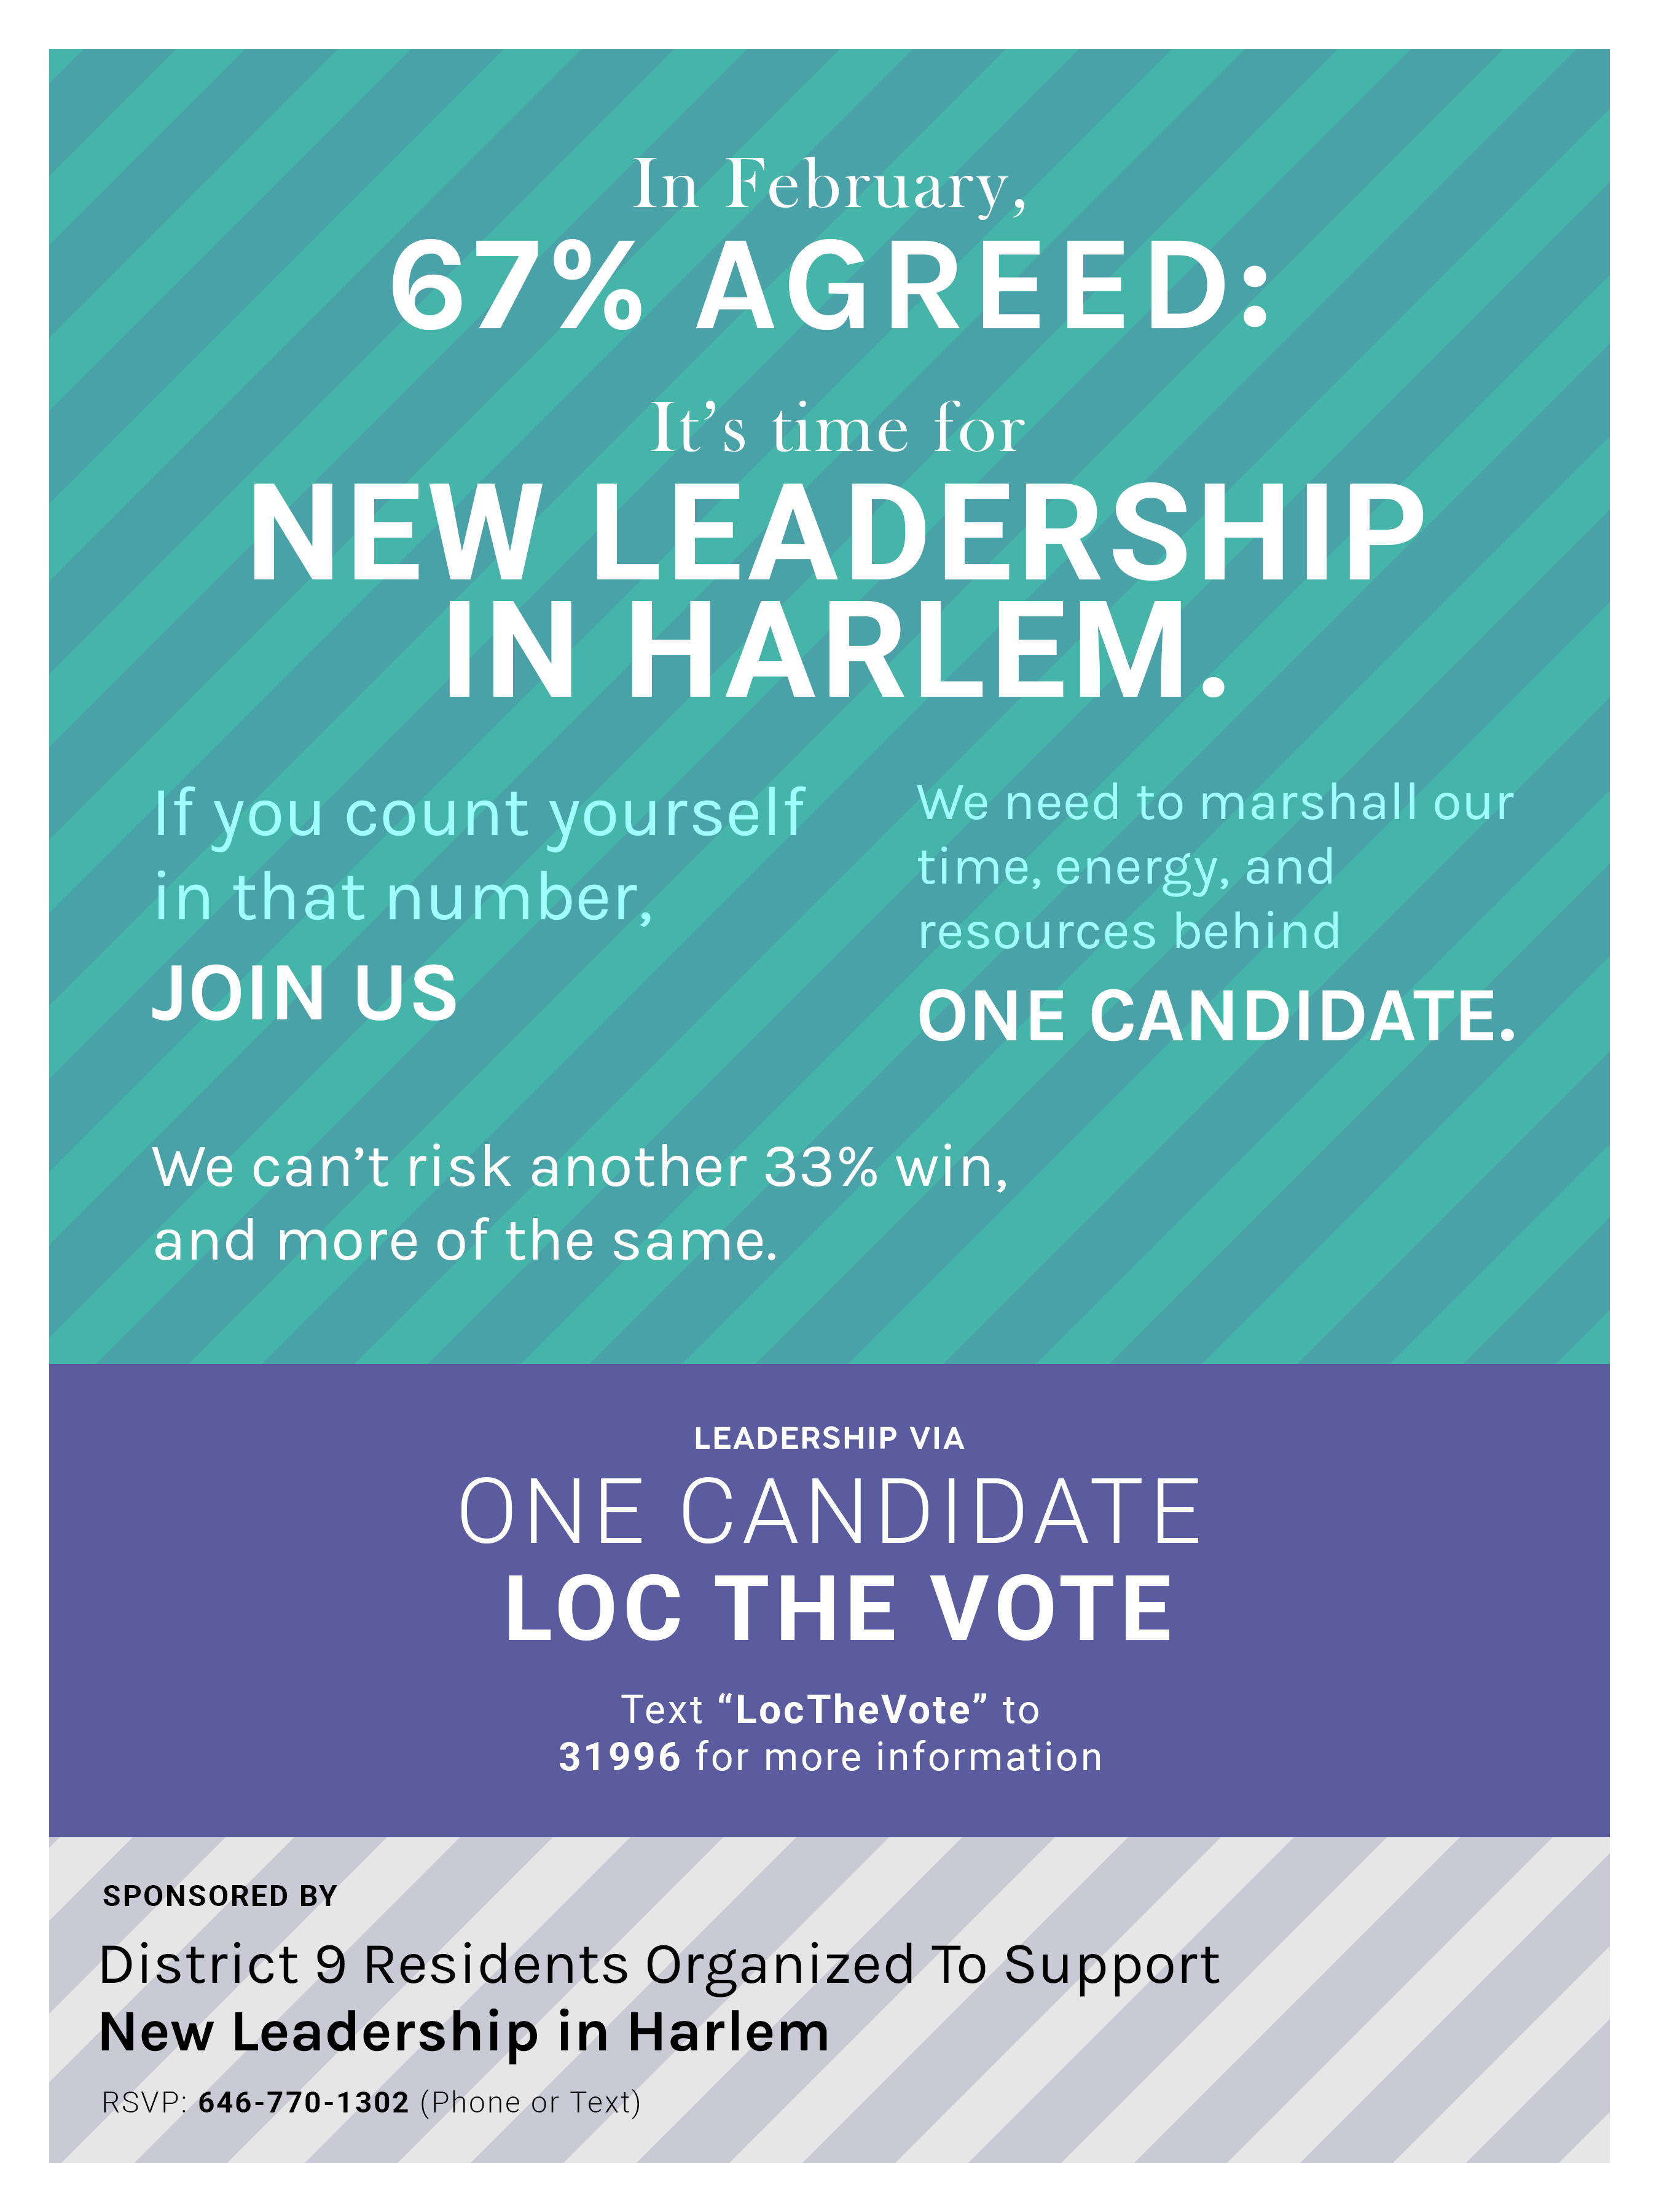 In February,
67% AGREED:
It’s time for
NEW LEADERSHIP
IN HARLEM.
If you count yourself
in that number,
JOIN US
We need to marshall our
time, energy, and
resources behind
ONE CANDIDATE.
We can’t risk another 33% win,
and more of the same.
LEADERSHIP VIA
ONE CANDIDATE
LOC THE VOTE
Text “LocTheVote” to
31996 for more information
SPONSORED BY
District 9 Residents Organized To Support
New Leadership in Harlem
RSVP: 646-770-1302 (Phone or Text)